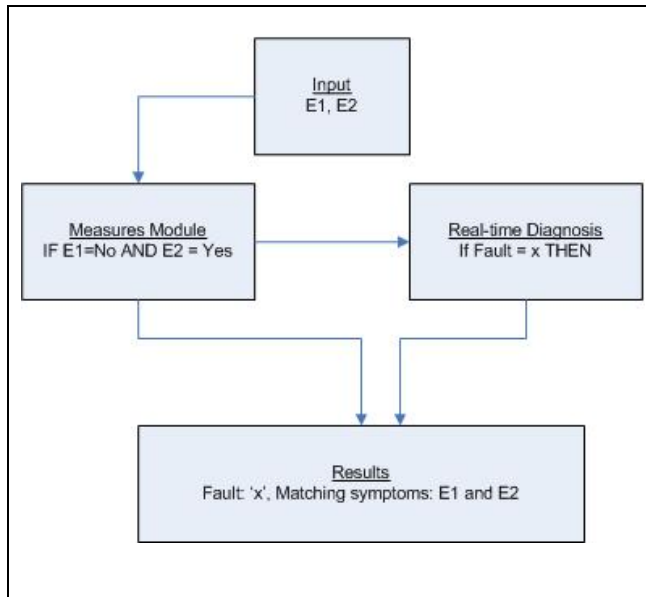 Input
E1, E2
Measures Module
IF E1=No AND E2 = Yes
Real-time Diagnosis
If Fault = x THEN
Results
Fault: ‘x’, Matching symptoms: E1 and E2